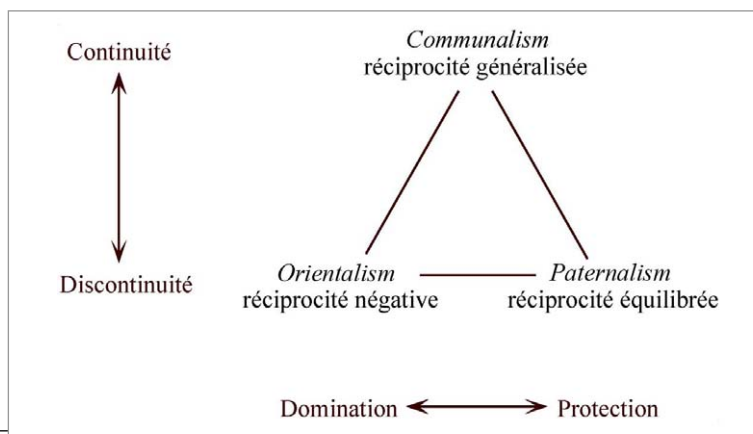 Continuité
Communalism
réciprocité généralisée
Discontinuité
Orientalism
réciprocité négative
Paternalism
réciprocité équilibrée
Domination
Protection